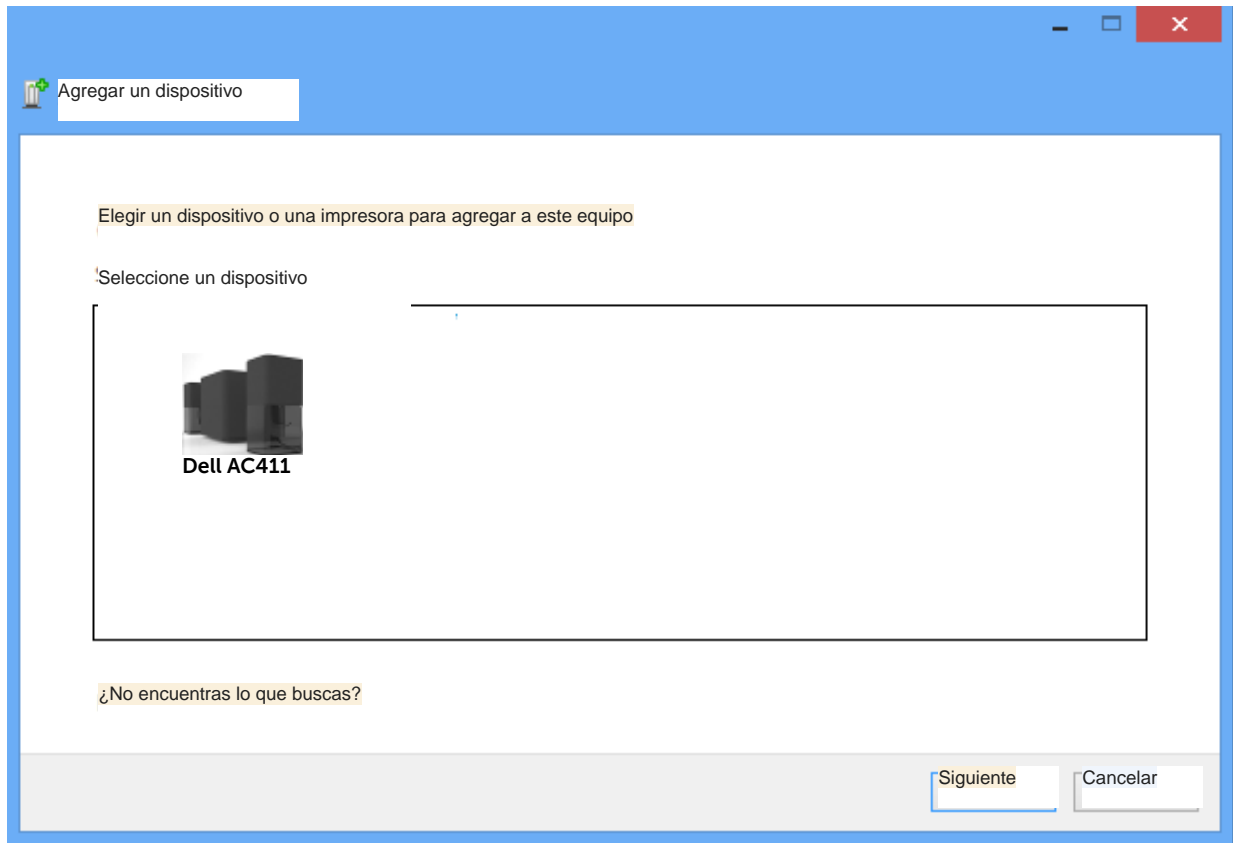 Agregar un dispositivo
Elegir un dispositivo o una impresora para agregar a este equipo
Seleccione un dispositivo
Dell AC411
¿No encuentras lo que buscas?
Siguiente
Cancelar